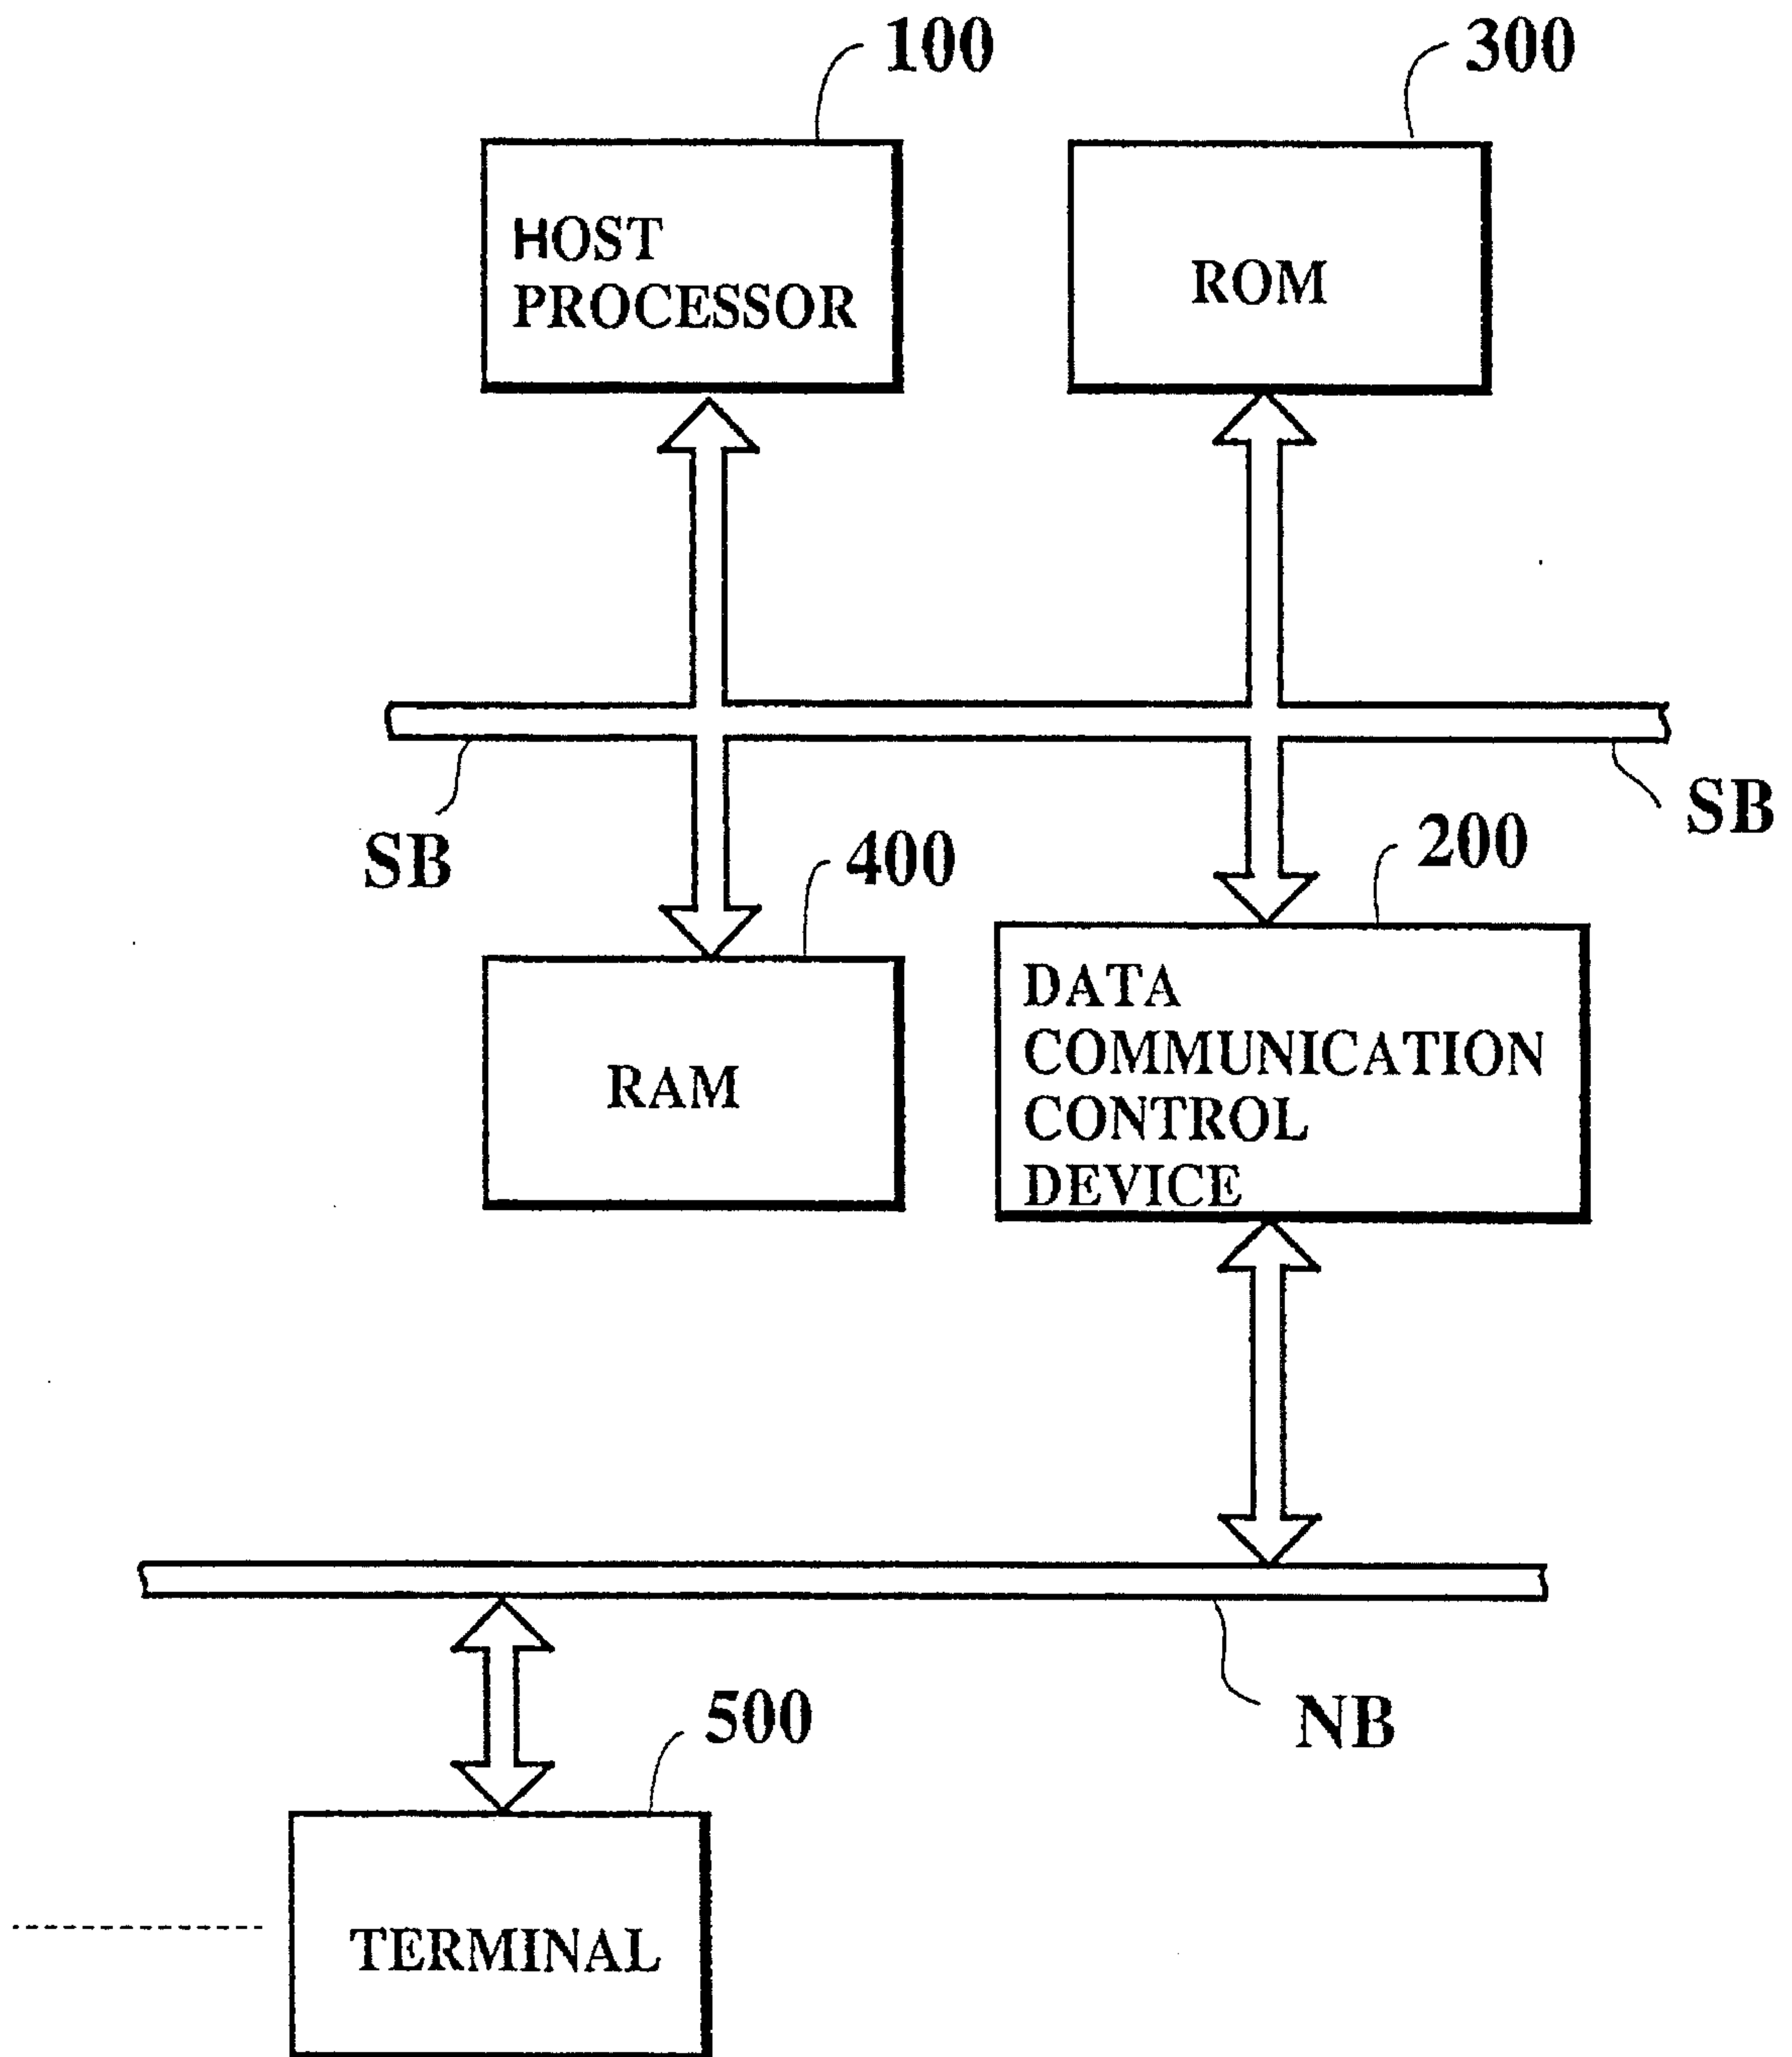 100
300
HOST
PROCESSOR
ROM
SB
SB
400
200
RAM
DATA
COMMUNICATION
CONTROL
DEVICE
500
NB
TERMINAL